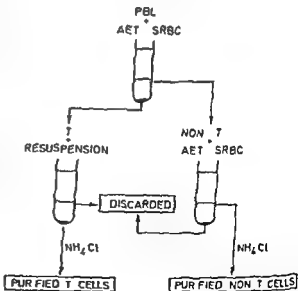 PBL
+
AET SRBC
T
+
RESUSPENSION
NON T
+
AET SRBC
DISCARDED
NH4Cl
NH4Cl
PURIFIED T CELLS
PURIFIED NON T CELLS